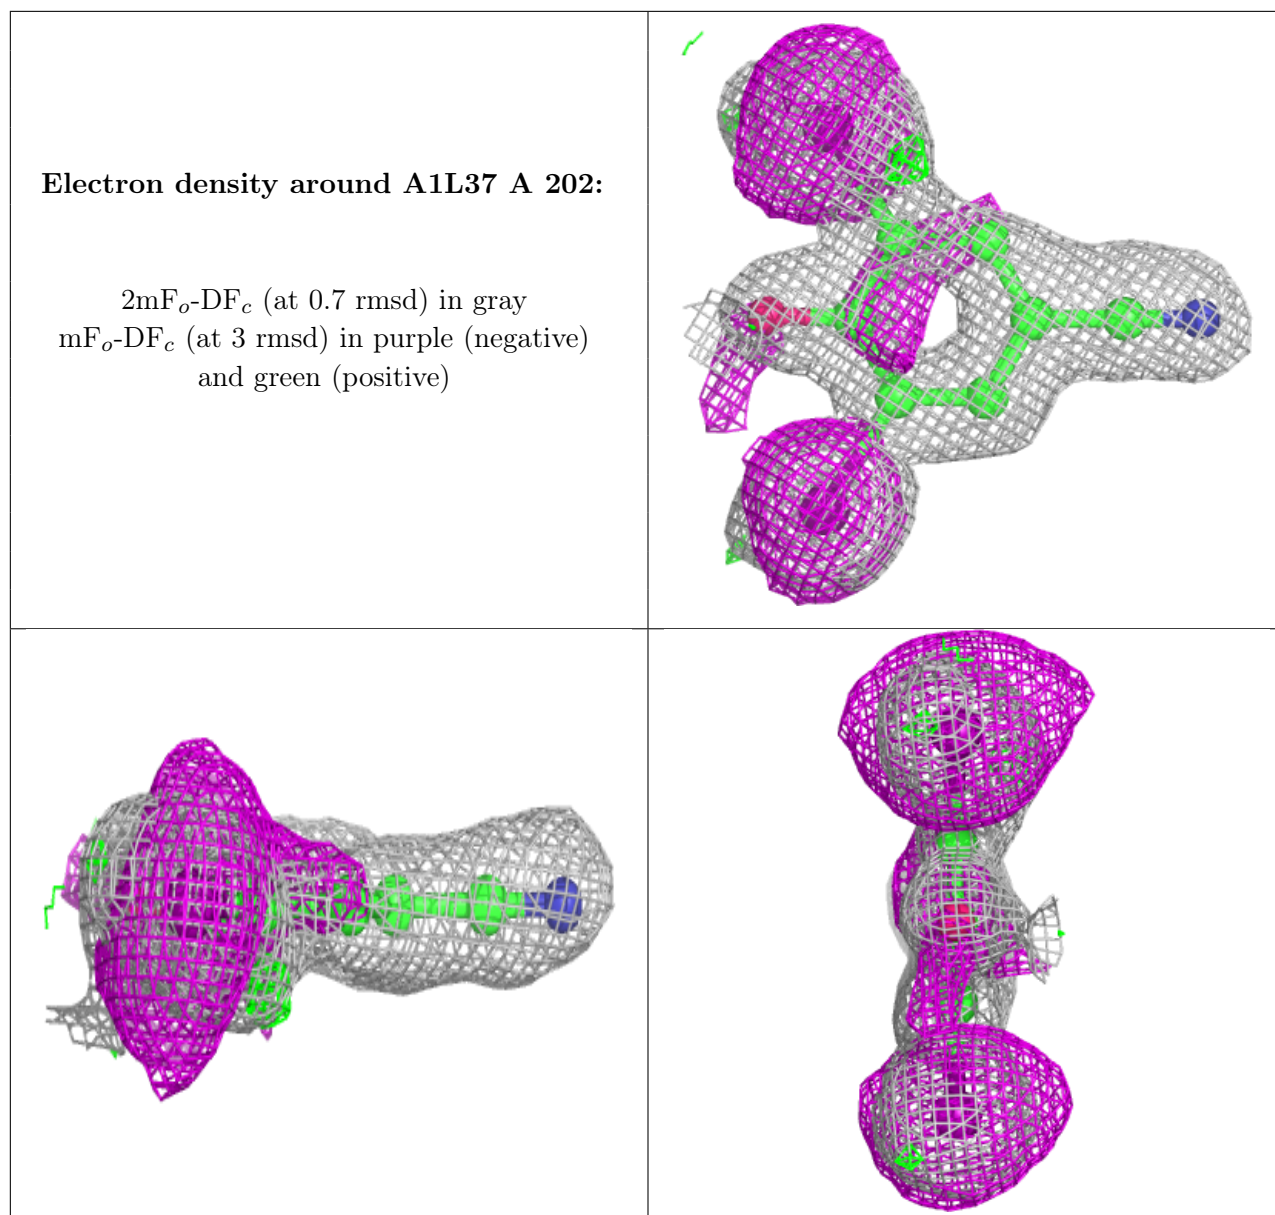 Electron density around A1L37 A 202:
2mFo-DFc (at 0.7 rmsd) in gray
mFo-DFc (at 3 rmsd) in purple (negative)
and green (positive)